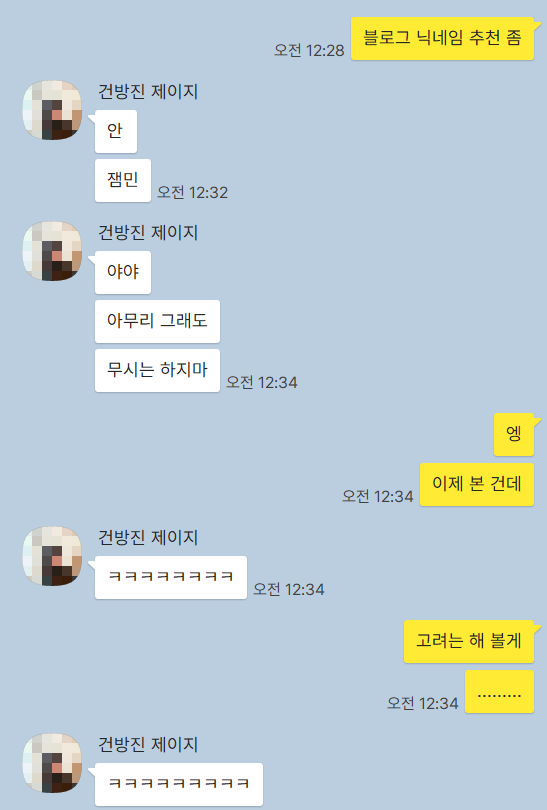 블로그 닉네임 추천 좀
오전 12:28
건방진 제이지
안
잼민
오전 12:32
건방진 제이지
야야
아무리 그래도
무시는 하지마
오전 12:34
엥
이제 본 건데
오전 12:34
건방진 제이지
ㅋㅋㅋㅋㅋㅋㅋㅋ
오전 12:34
고려는 해 볼게
.........
오전 12:34
건방진 제이지
ㅋㅋㅋㅋㅋㅋㅋㅋㅋ